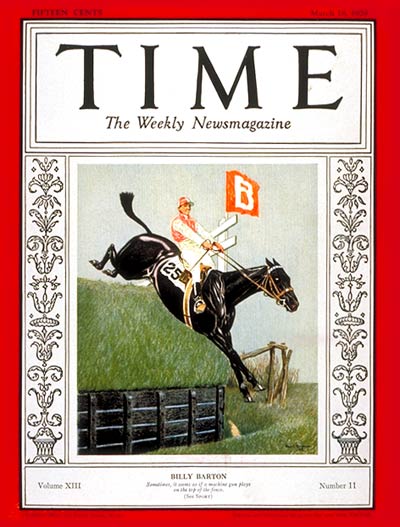 FIFTEEN CENTS March 18, 1929
TIME
The Weekly Newsmagazine
B
25
BILLY BARTON
Sometimes, it seems as if a machine gun plays
on the top of the fence.
(See SPORT)
Volume XIII Number 11